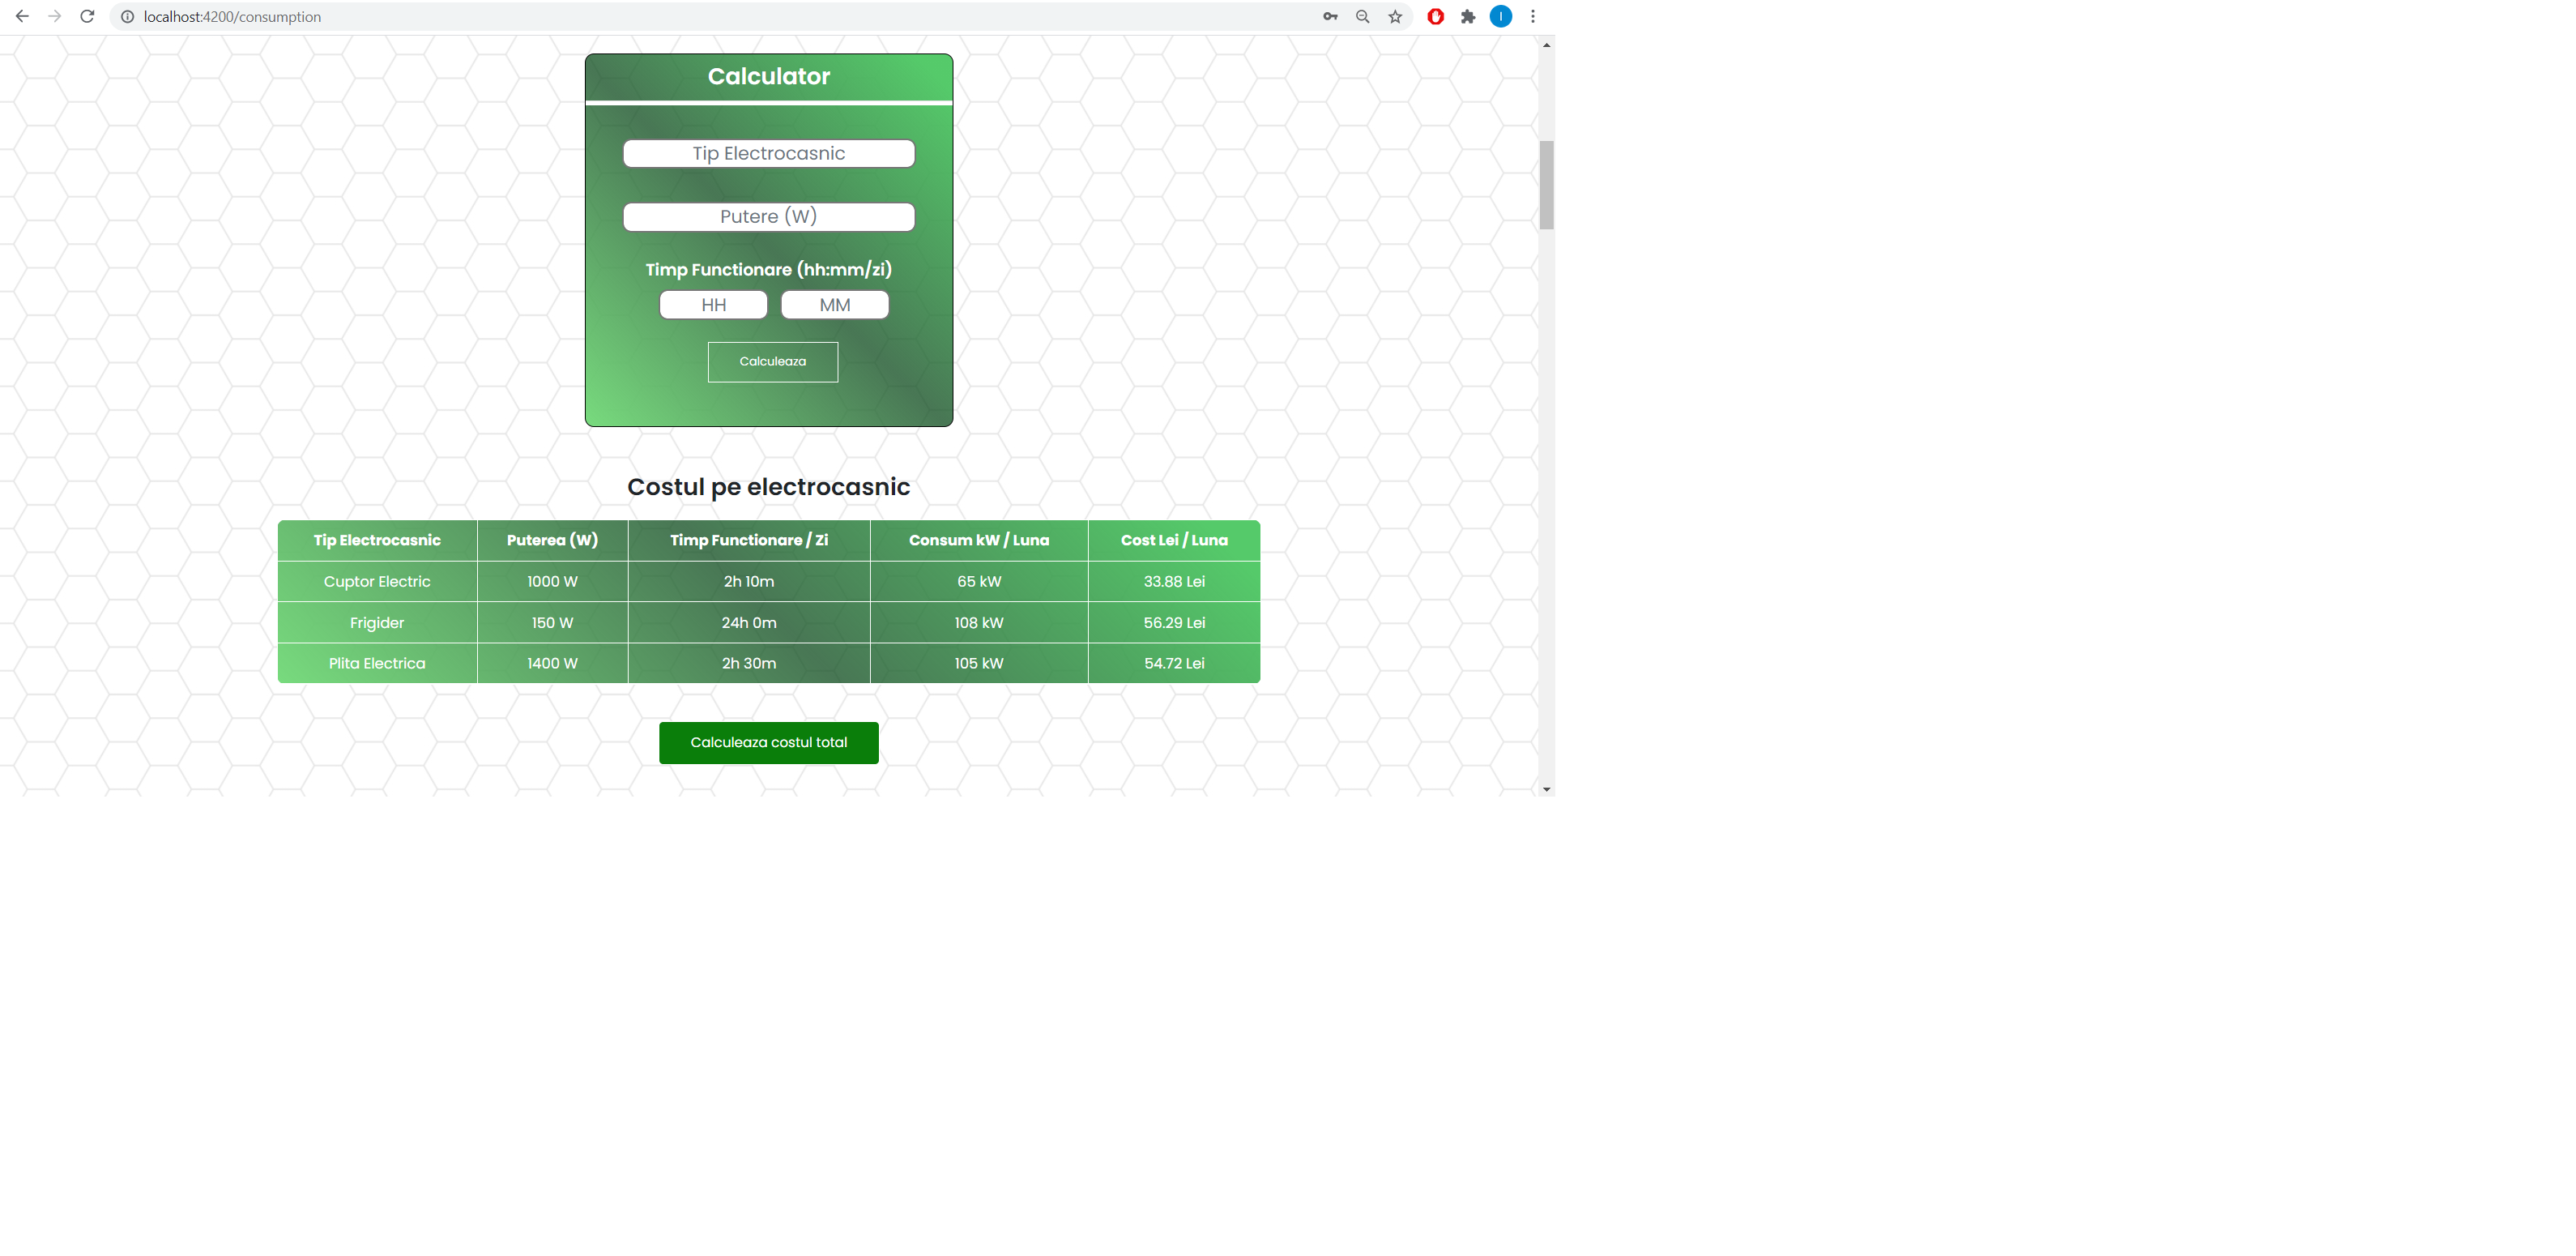 localhost:4200/consumption
I
Calculator
Tip Electrocasnic
Putere (W)
Timp Functionare (hh:mm/zi)
HH MM
Calculeaza
Costul pe electrocasnic
Tip Electrocasnic Puterea (W) Timp Functionare / Zi Consum kW / Luna Cost Lei / Luna
Cuptor Electric 1000 W 2h 10m 65 kW 33.88 Lei
Frigider 150 W 24h 0m 108 kW 56.29 Lei
Plita Electrica 1400 W 2h 30m 105 kW 54.72 Lei
Calculeaza costul total